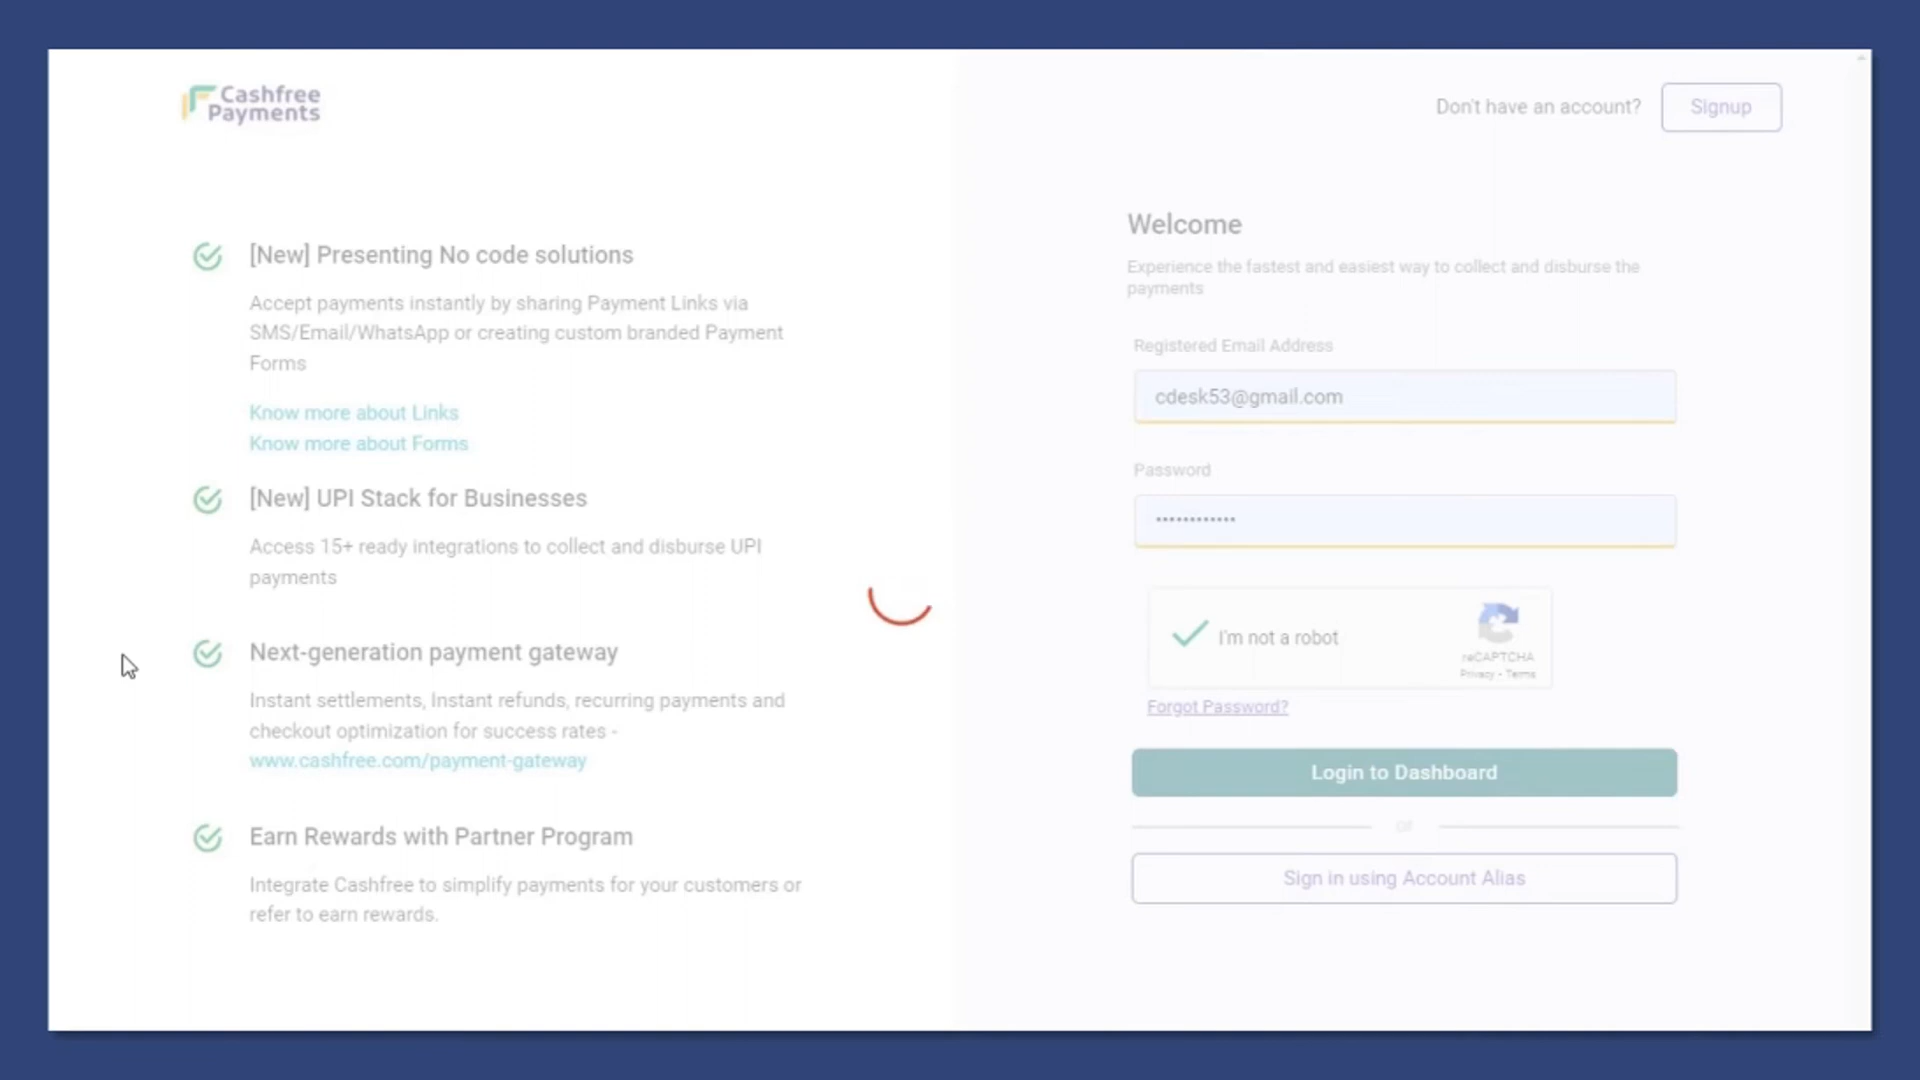 Cashfree
Payments
Don't have an account?
Signup
[New] Presenting No code solutions
Accept payments instantly by sharing Payment Links via
SMS/Email/WhatsApp or creating custom branded Payment
Forms
Know more about Links
Know more about Forms
[New] UPI Stack for Businesses
Access 15+ ready integrations to collect and disburse UPI
payments
Next-generation payment gateway
Instant settlements, Instant refunds, recurring payments and
checkout optimization for success rates -
www.cashfree.com/payment-gateway
Earn Rewards with Partner Program
Integrate Cashfree to simplify payments for your customers or
refer to earn rewards.
Welcome
Experience the fastest and easiest way to collect and disburse the
payments
Registered Email Address
cdesk53@gmail.com
Password
••••••••••••
I'm not a robot
reCAPTCHA
Privacy - Terms
Forgot Password?
Login to Dashboard
or
Sign in using Account Alias